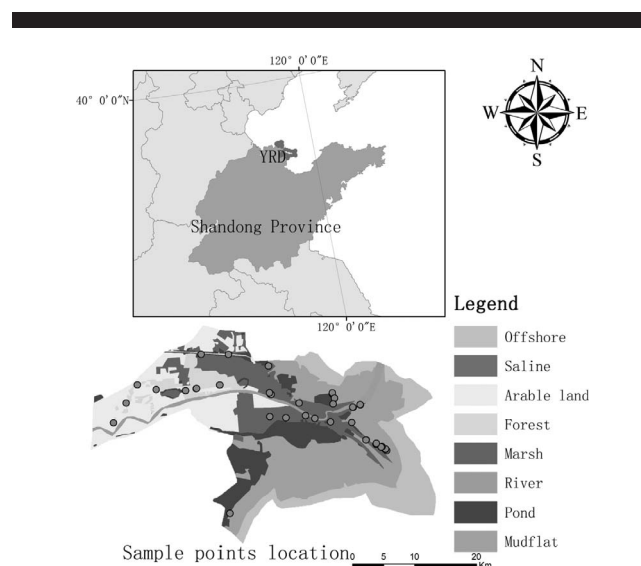 120° 0′0″E
40° 0′0″N
N
W E
S
YRD
Shandong Province
120° 0′0″E
Legend
Offshore
Saline
Arable land
Forest
Marsh
River
Pond
Mudflat
Sample points location
0 5 10 20
Km